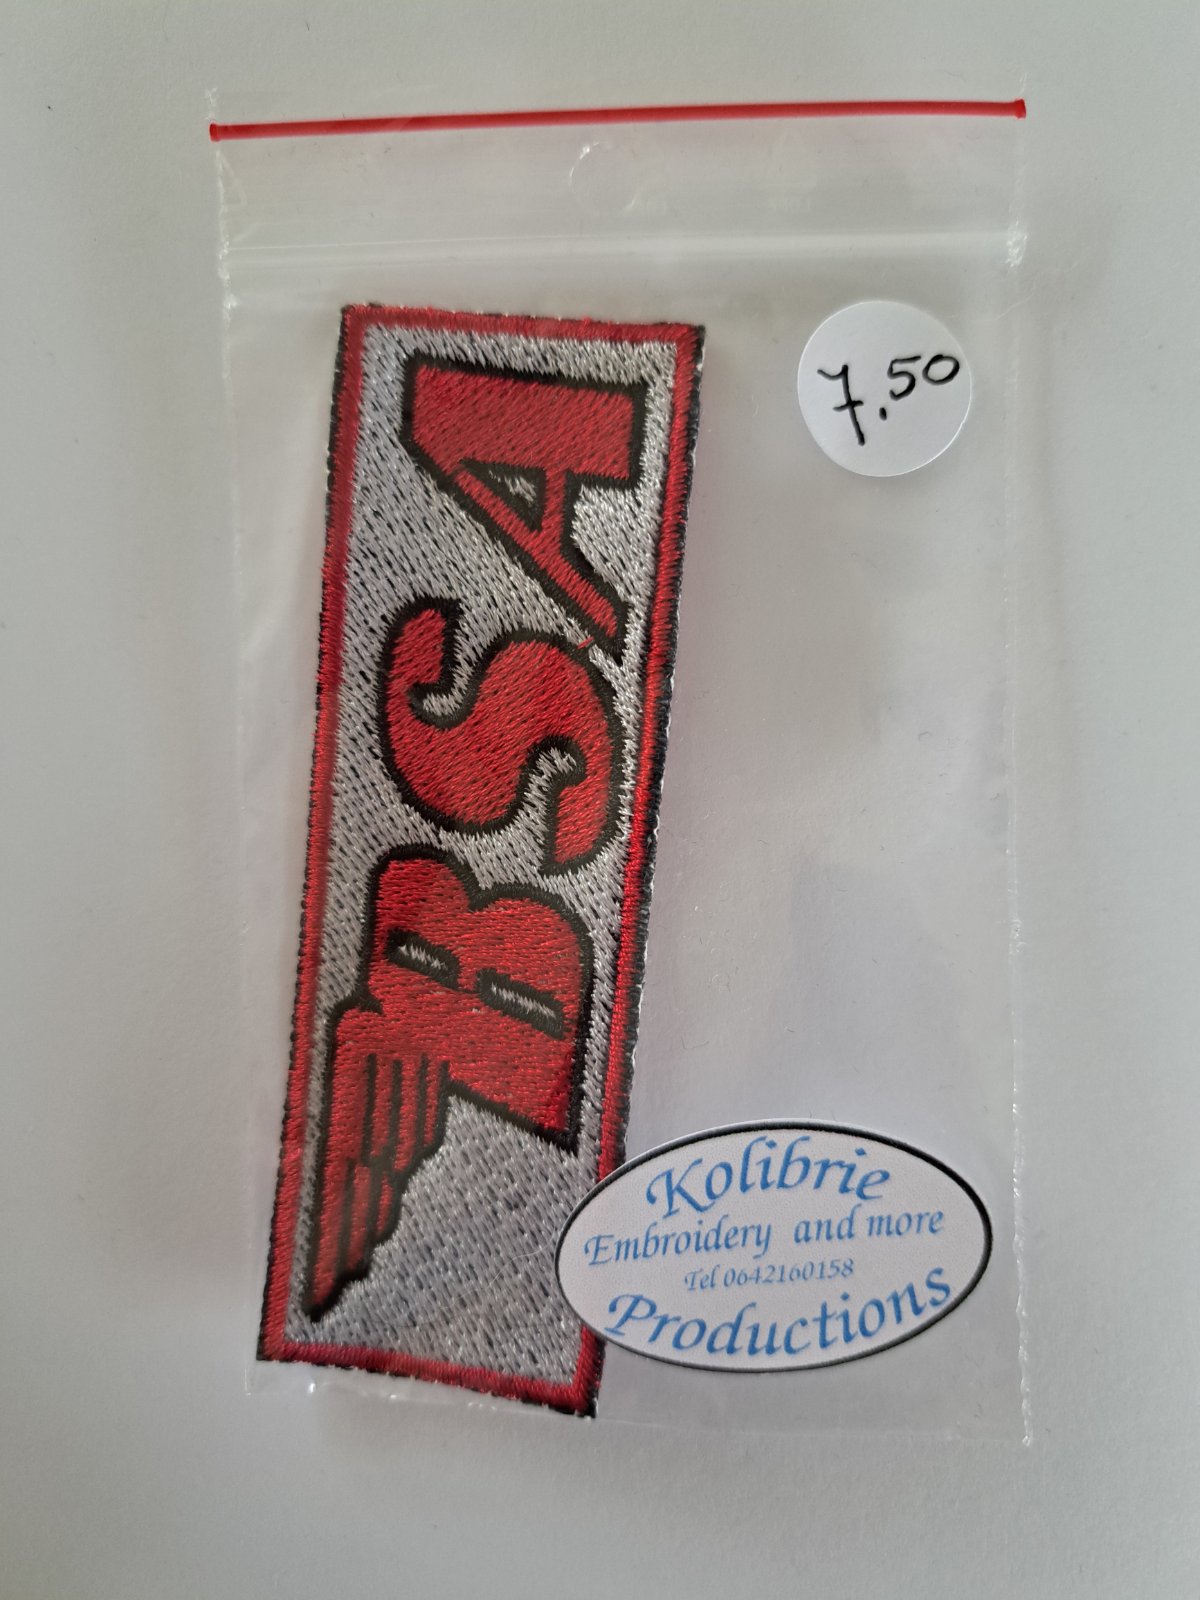 7.50
BSA
Kolibrie
Embroidery and more
Tel 0642160158
Productions